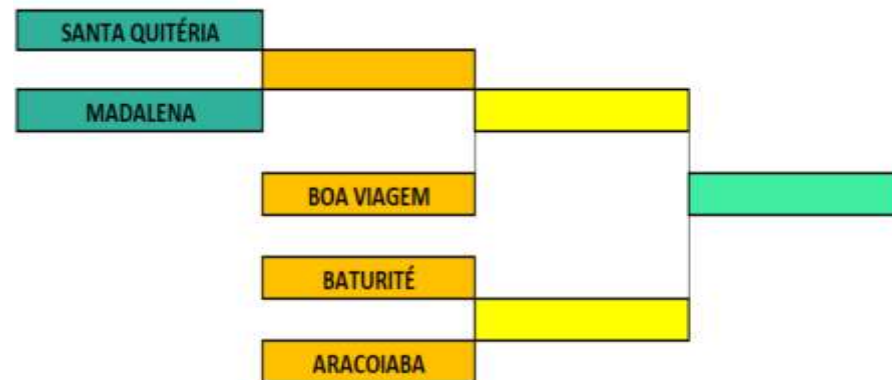 SANTA QUITÉRIA
MADALENA
BOA VIAGEM
BATURITÉ
ARACOIABA